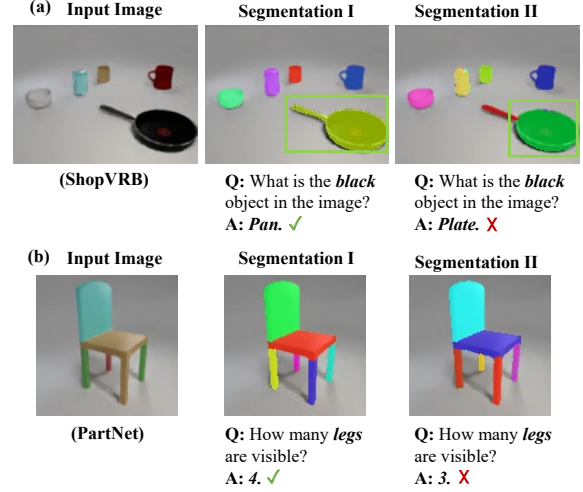 (a) Input Image Segmentation I Segmentation II
(ShopVRB)
Q: What is the black
object in the image?
A: Pan. ✓
Q: What is the black
object in the image?
A: Plate. X
(b) Input Image Segmentation I Segmentation II
(PartNet)
Q: How many legs
are visible?
A: 4. ✓
Q: How many legs
are visible?
A: 3. X